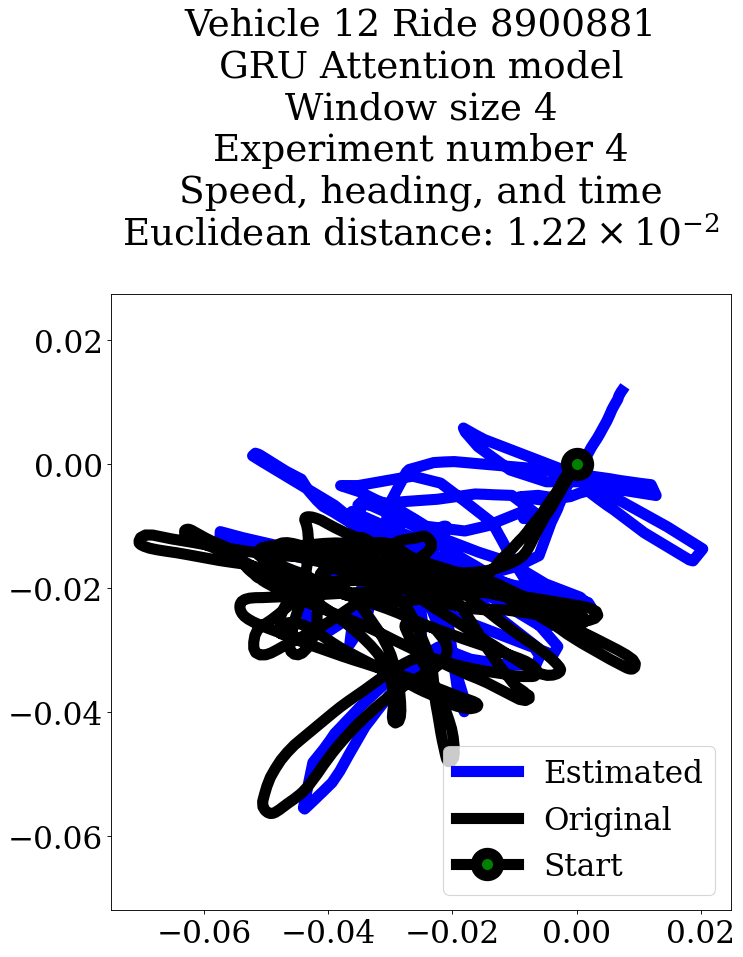 Vehicle 12 Ride 8900881
GRU Attention model
Window size 4
Experiment number 4
Speed, heading, and time
Euclidean distance: 1.22 × 10⁻²
0.02
0.00
−0.02
−0.04
−0.06
Estimated
Original
Start
−0.06 −0.04 −0.02 0.00 0.02